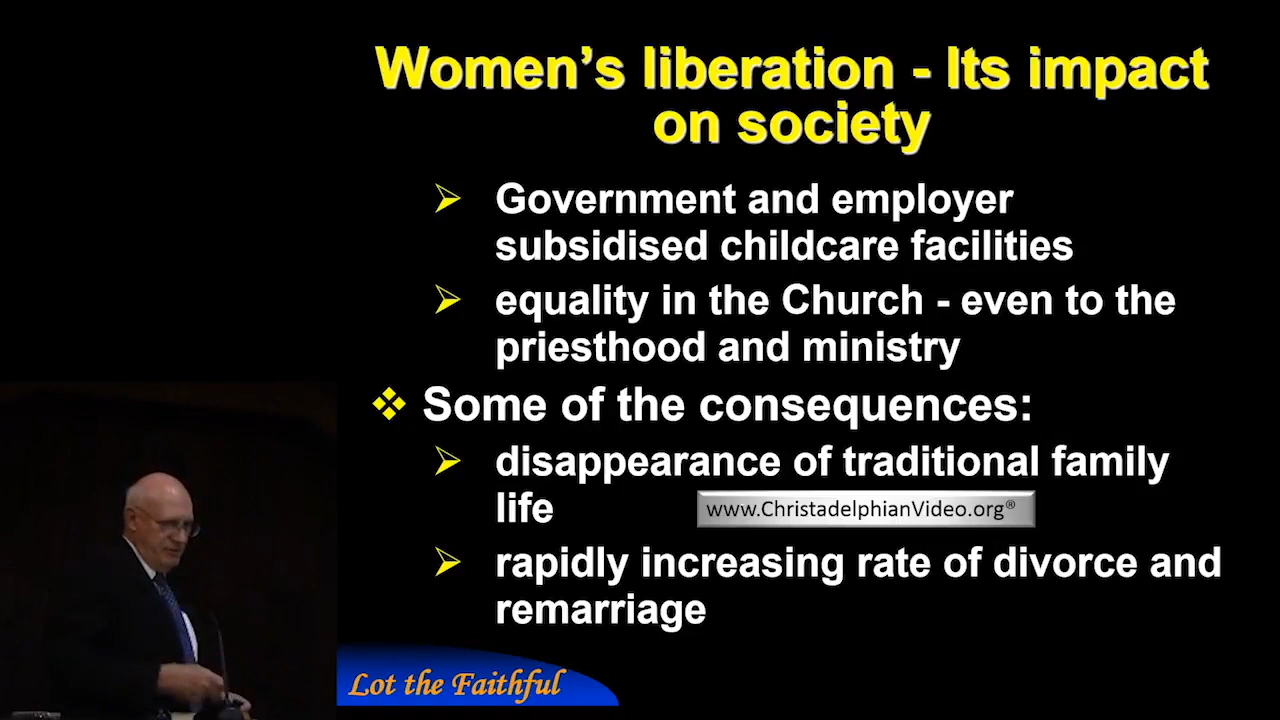 Women's liberation - Its impact
on society
Government and employer
subsidised childcare facilities
equality in the Church - even to the
priesthood and ministry
Some of the consequences:
disappearance of traditional family
life
www.ChristadelphianVideo.org®
rapidly increasing rate of divorce and
remarriage
Lot the Faithful